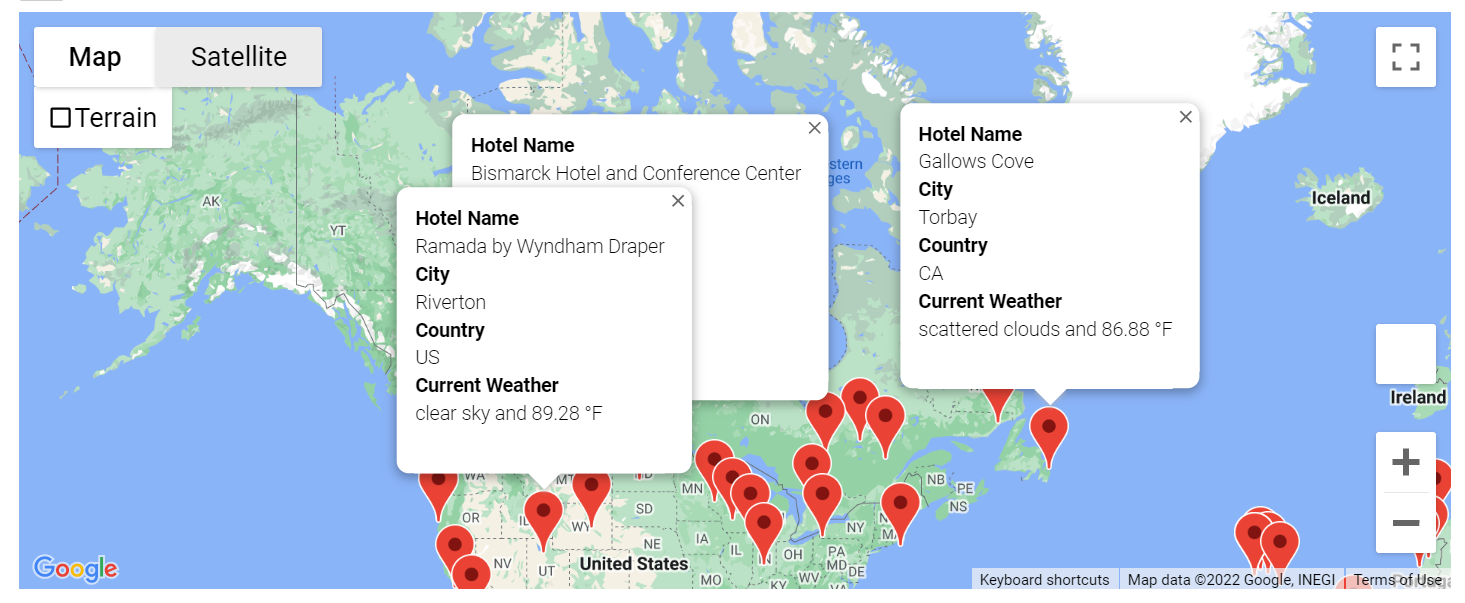 Map
Satellite
Terrain
Hotel Name
Bismarck Hotel and Conference Center
Hotel Name
Ramada by Wyndham Draper
City
Riverton
Country
US
Current Weather
clear sky and 89.28 °F
Hotel Name
Gallows Cove
City
Torbay
Country
CA
Current Weather
scattered clouds and 86.88 °F
AK
YT
Iceland
Ireland
ON
WA
MT
MN
OR
WY
SD
NB
PE
NS
NY
IA
NE
IL
OH
PA
MD
DE
NV
UT
United States
MO
KY
WV
VA
Google
Keyboard shortcuts
Map data ©2022 Google, INEGI
Terms of Use